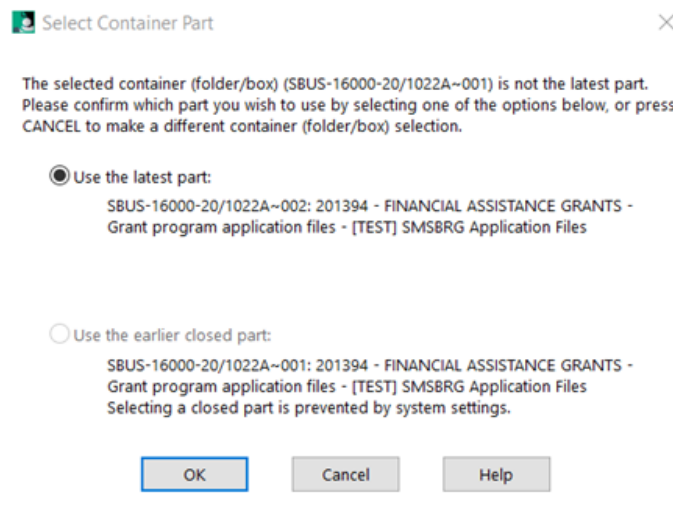 Select Container Part
The selected container (folder/box) (SBUS-16000-20/1022A~001) is not the latest part.
Please confirm which part you wish to use by selecting one of the options below, or press
CANCEL to make a different container (folder/box) selection.
Use the latest part:
SBUS-16000-20/1022A~002: 201394 - FINANCIAL ASSISTANCE GRANTS -
Grant program application files - [TEST] SMSBRG Application Files
Use the earlier closed part:
SBUS-16000-20/1022A~001: 201394 - FINANCIAL ASSISTANCE GRANTS -
Grant program application files - [TEST] SMSBRG Application Files
Selecting a closed part is prevented by system settings.
OK Cancel Help